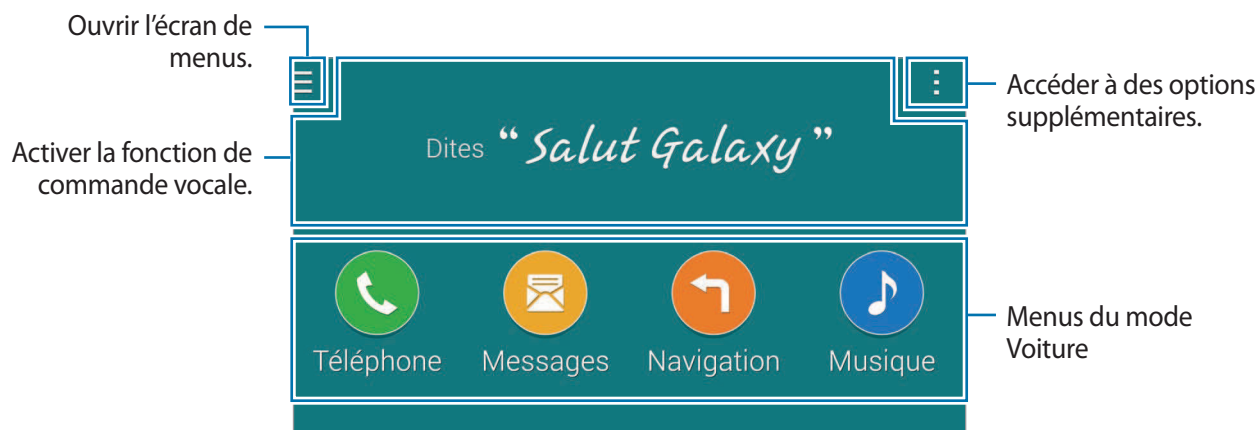 Ouvrir l’écran de
menus.
Accéder à des options
supplémentaires.
Dites “ Salut Galaxy ”
Activer la fonction de
commande vocale.
Téléphone Messages Navigation Musique
Menus du mode
Voiture